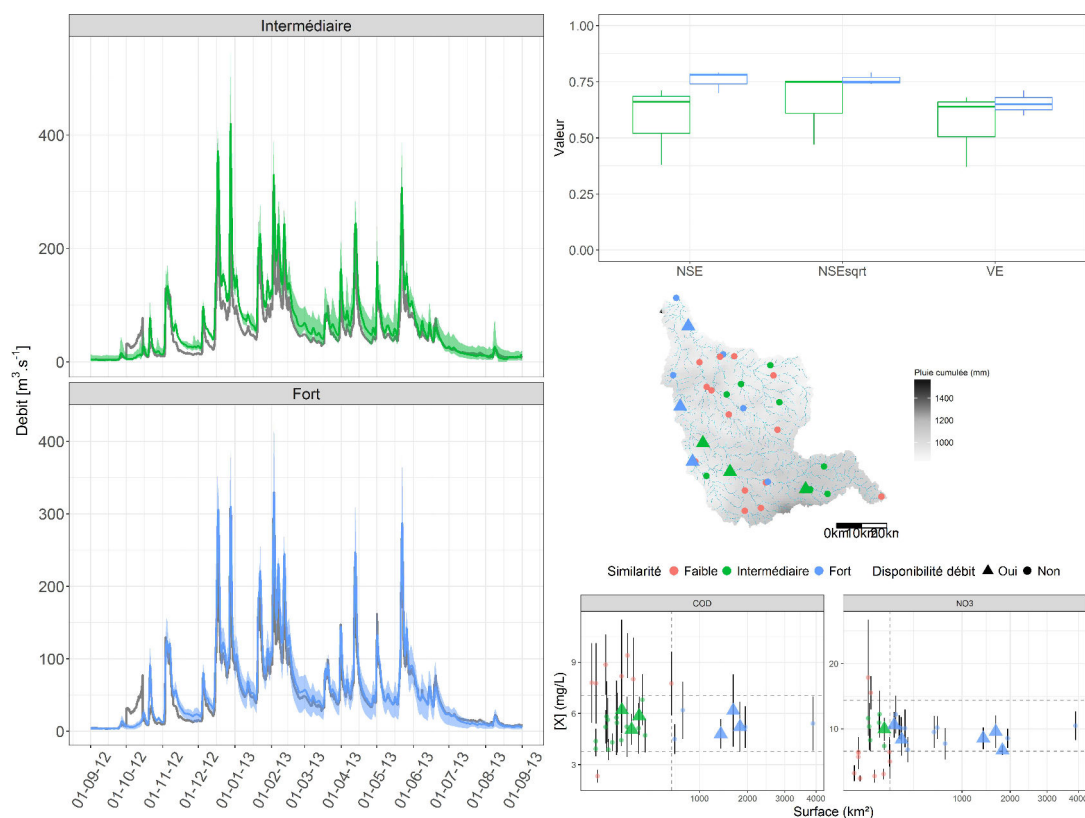 Intermédiaire
400
200
0
Fort
400
300
200
100
0
Debit [m³.s⁻¹]
01-09-12
01-10-12
01-11-12
01-12-12
01-01-13
01-02-13
01-03-13
01-04-13
01-05-13
01-06-13
01-07-13
01-08-13
01-09-13
1.00
0.75
0.50
0.25
0.00
Valeur
NSE NSEsqrt VE
Pluie cumulée (mm)
1400
1200
1000
0km 10km 20km
Similarité Faible Intermédiaire Fort Disponibilité débit Oui Non
COD NO3
[X] (mg/L)
9
6
3
20
10
0
1000 2000 3000 4000 1000 2000 3000 4000
Surface (km²)